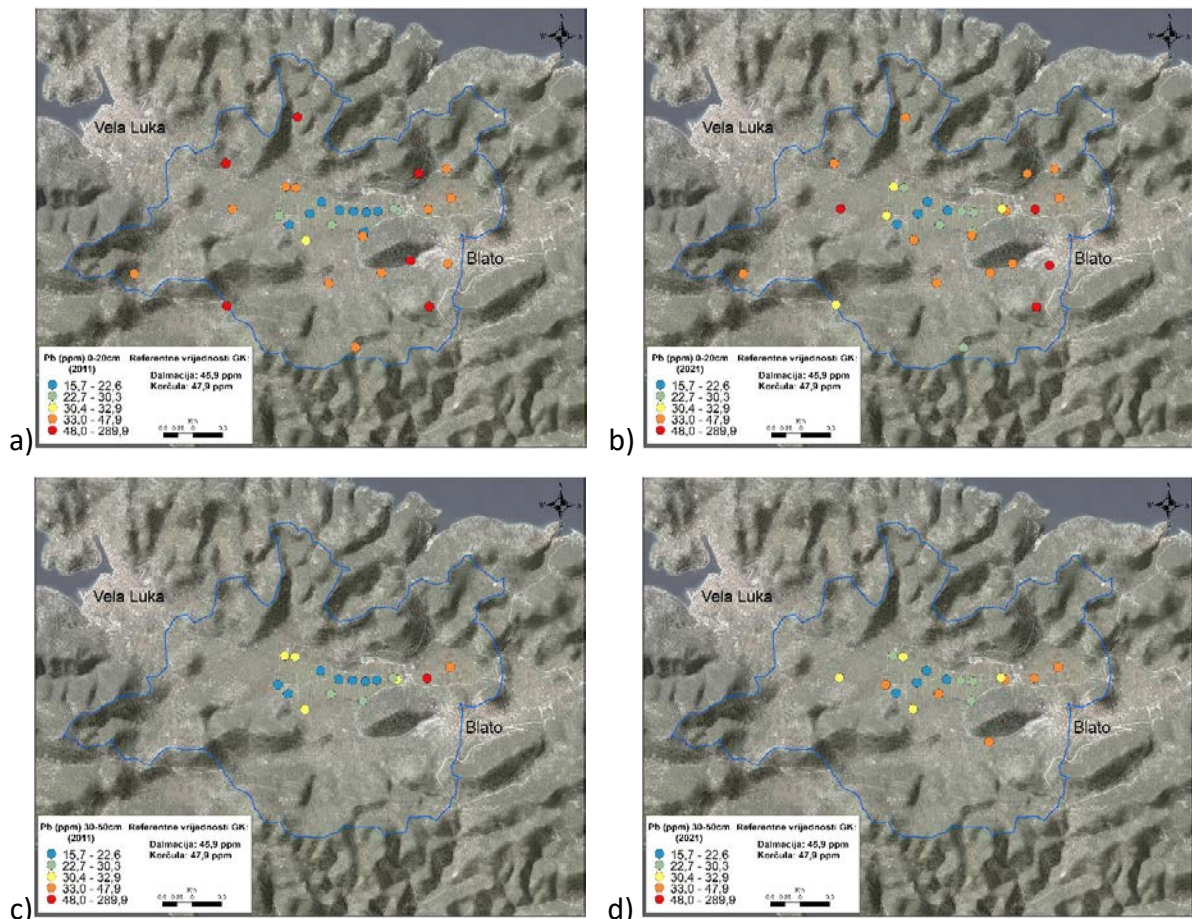 Vela Luka
Blato
Pb (ppm) 0-20cm Referentne vrijednosti GK:
(2011)
Dalmacija: 45,9 ppm
Korčula: 47,9 ppm
15,7 - 22,6
22,7 - 30,3
30,4 - 32,9
33,0 - 47,9
48,0 - 289,9
a)
Vela Luka
Blato
Pb (ppm) 0-20cm Referentne vrijednosti GK:
(2021)
Dalmacija: 45,9 ppm
Korčula: 47,9 ppm
15,7 - 22,6
22,7 - 30,3
30,4 - 32,9
33,0 - 47,9
48,0 - 289,9
b)
Vela Luka
Blato
Pb (ppm) 30-50cm Referentne vrijednosti GK:
(2011)
Dalmacija: 45,9 ppm
Korčula: 47,9 ppm
15,7 - 22,6
22,7 - 30,3
30,4 - 32,9
33,0 - 47,9
48,0 - 289,9
c)
Vela Luka
Blato
Pb (ppm) 30-50cm Referentne vrijednosti GK:
(2021)
Dalmacija: 45,9 ppm
Korčula: 47,9 ppm
15,7 - 22,6
22,7 - 30,3
30,4 - 32,9
33,0 - 47,9
48,0 - 289,9
d)